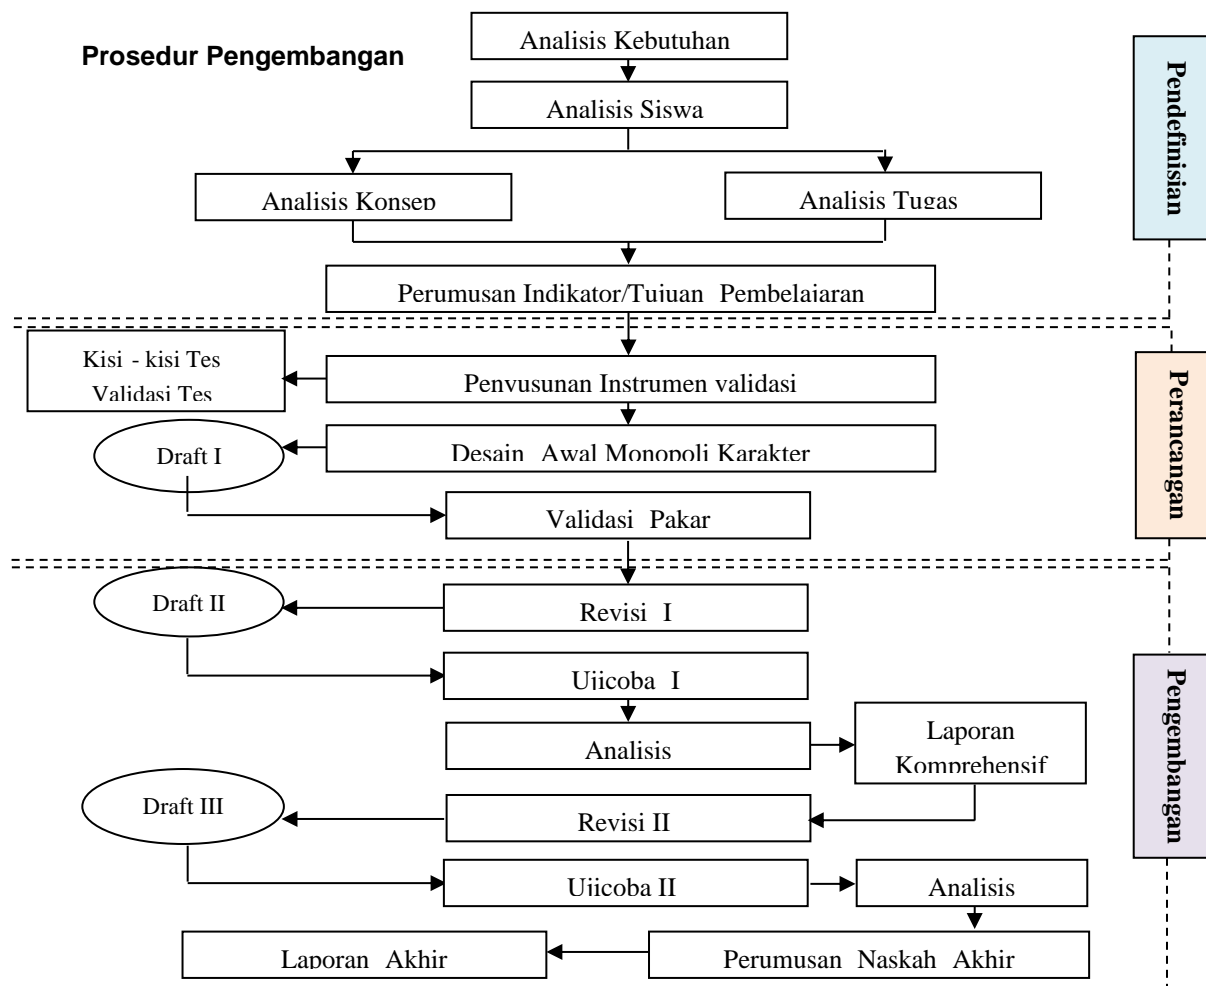 Prosedur Pengembangan
Analisis Kebutuhan
Analisis Siswa
Analisis Konsep
Analisis Tugas
Perumusan Indikator/Tujuan Pembelajaran
Pendefinisian
Kisi - kisi Tes
Validasi Tes
Penyusunan Instrumen validasi
Draft I
Desain Awal Monopoli Karakter
Validasi Pakar
Perancangan
Draft II
Revisi I
Ujicoba I
Analisis
Laporan
Komprehensif
Draft III
Revisi II
Ujicoba II
Analisis
Laporan Akhir
Perumusan Naskah Akhir
Pengembangan